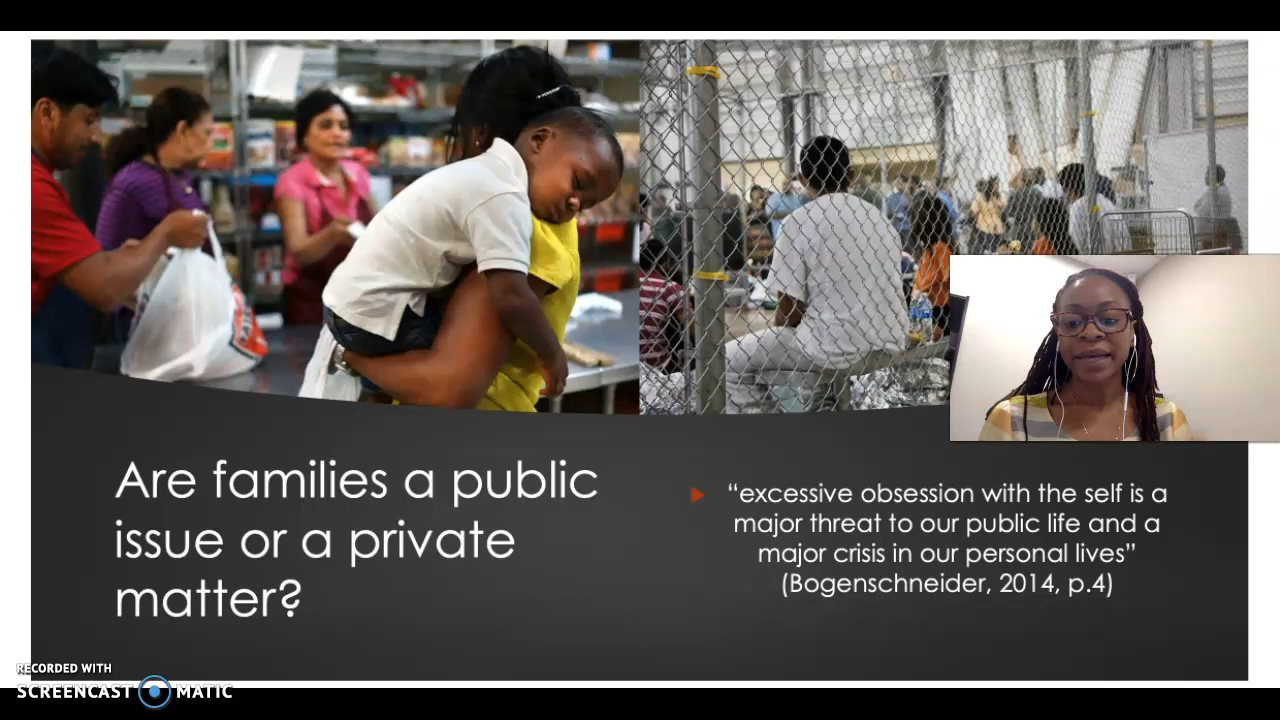 Are families a public
issue or a private
matter?
“excessive obsession with the self is a
major threat to our public life and a
major crisis in our personal lives”
(Bogenschneider, 2014, p.4)
RECORDED WITH
SCREENCAST MATIC